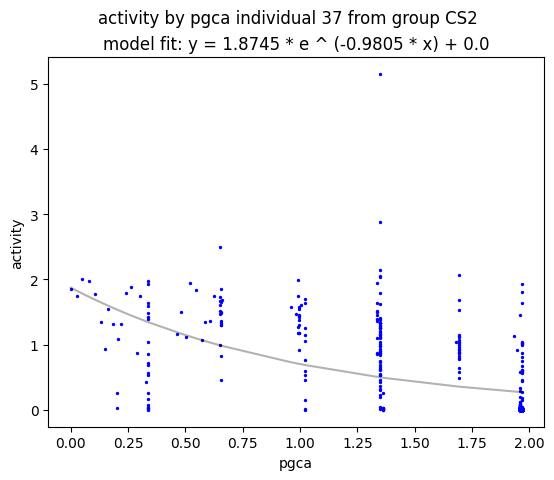 activity by pgca individual 37 from group CS2
model fit: y = 1.8745 * e ^ (-0.9805 * x) + 0.0
5
4
3
2
1
0
activity
0.00 0.25 0.50 0.75 1.00 1.25 1.50 1.75 2.00
pgca